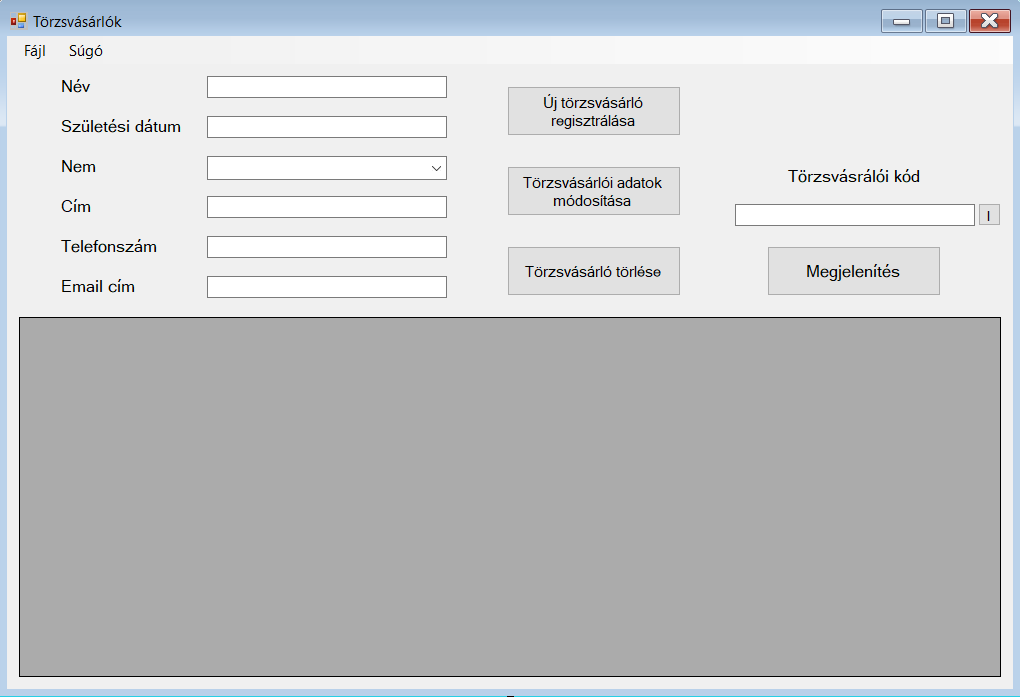 Törzsvásárlók
Fájl Súgó
Név
Születési dátum
Nem
Cím
Telefonszám
Email cím
Új törzsvásárló
regisztrálása
Törzsvásárlói adatok
módosítása
Törzsvásárló törlése
Törzsvásrálói kód
I
Megjelenítés